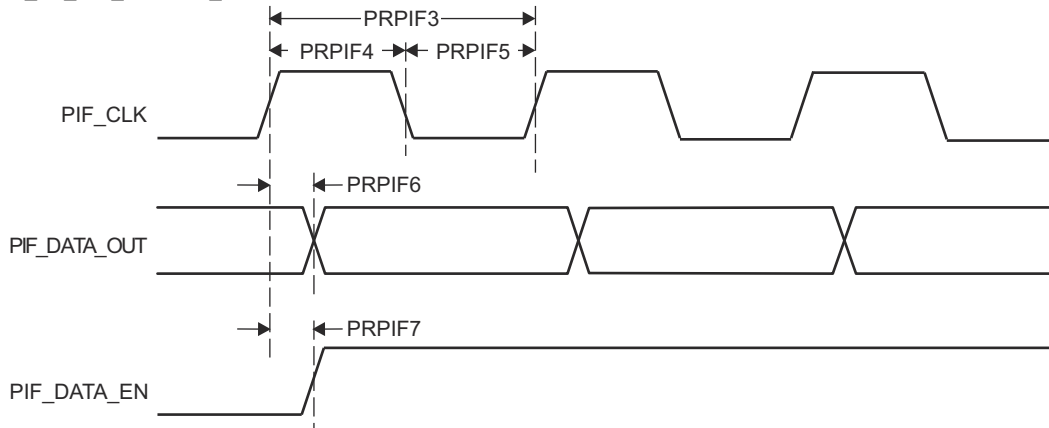 PRPIF3
PRPIF4 PRPIF5
PIF_CLK
PRPIF6
PIF_DATA_OUT
PRPIF7
PIF_DATA_EN